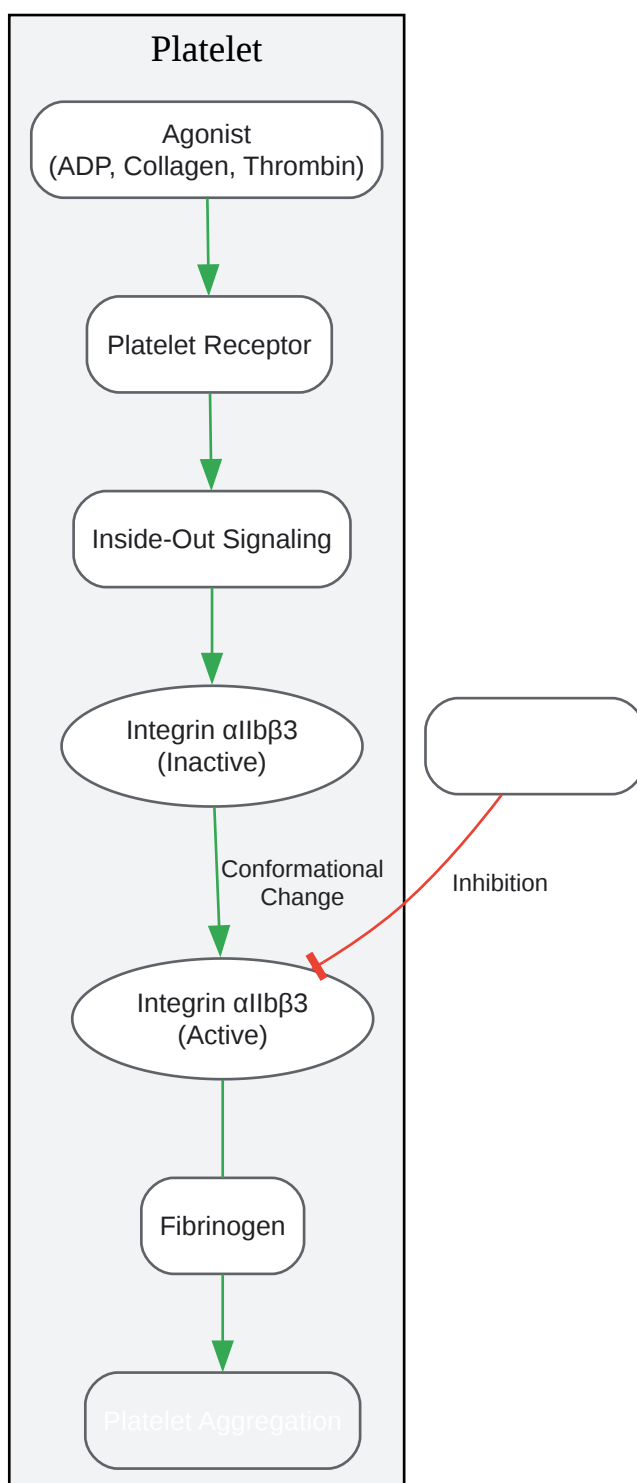 Platelet
Agonist
(ADP, Collagen, Thrombin)
Platelet Receptor
Inside-Out Signaling
Integrin αIIbβ3
(Inactive)
Conformational
Change
Inhibition
Integrin αIIbβ3
(Active)
Fibrinogen
Platelet Aggregation